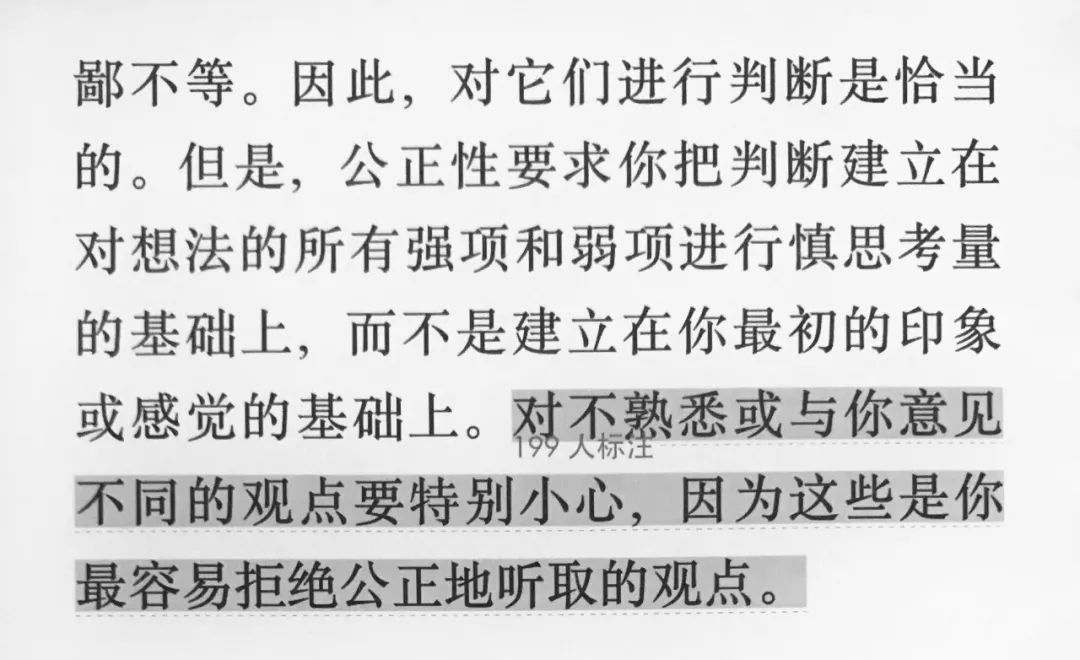 鄙不等。因此，对它们进行判断是恰当
的。但是，公正性要求你把判断建立在
对想法的所有强项和弱项进行慎思考量
的基础上，而不是建立在你最初的印象
或感觉的基础上。对不熟悉或与你意见
199 人标注
不同的观点要特别小心，因为这些是你
最容易拒绝公正地听取的观点。